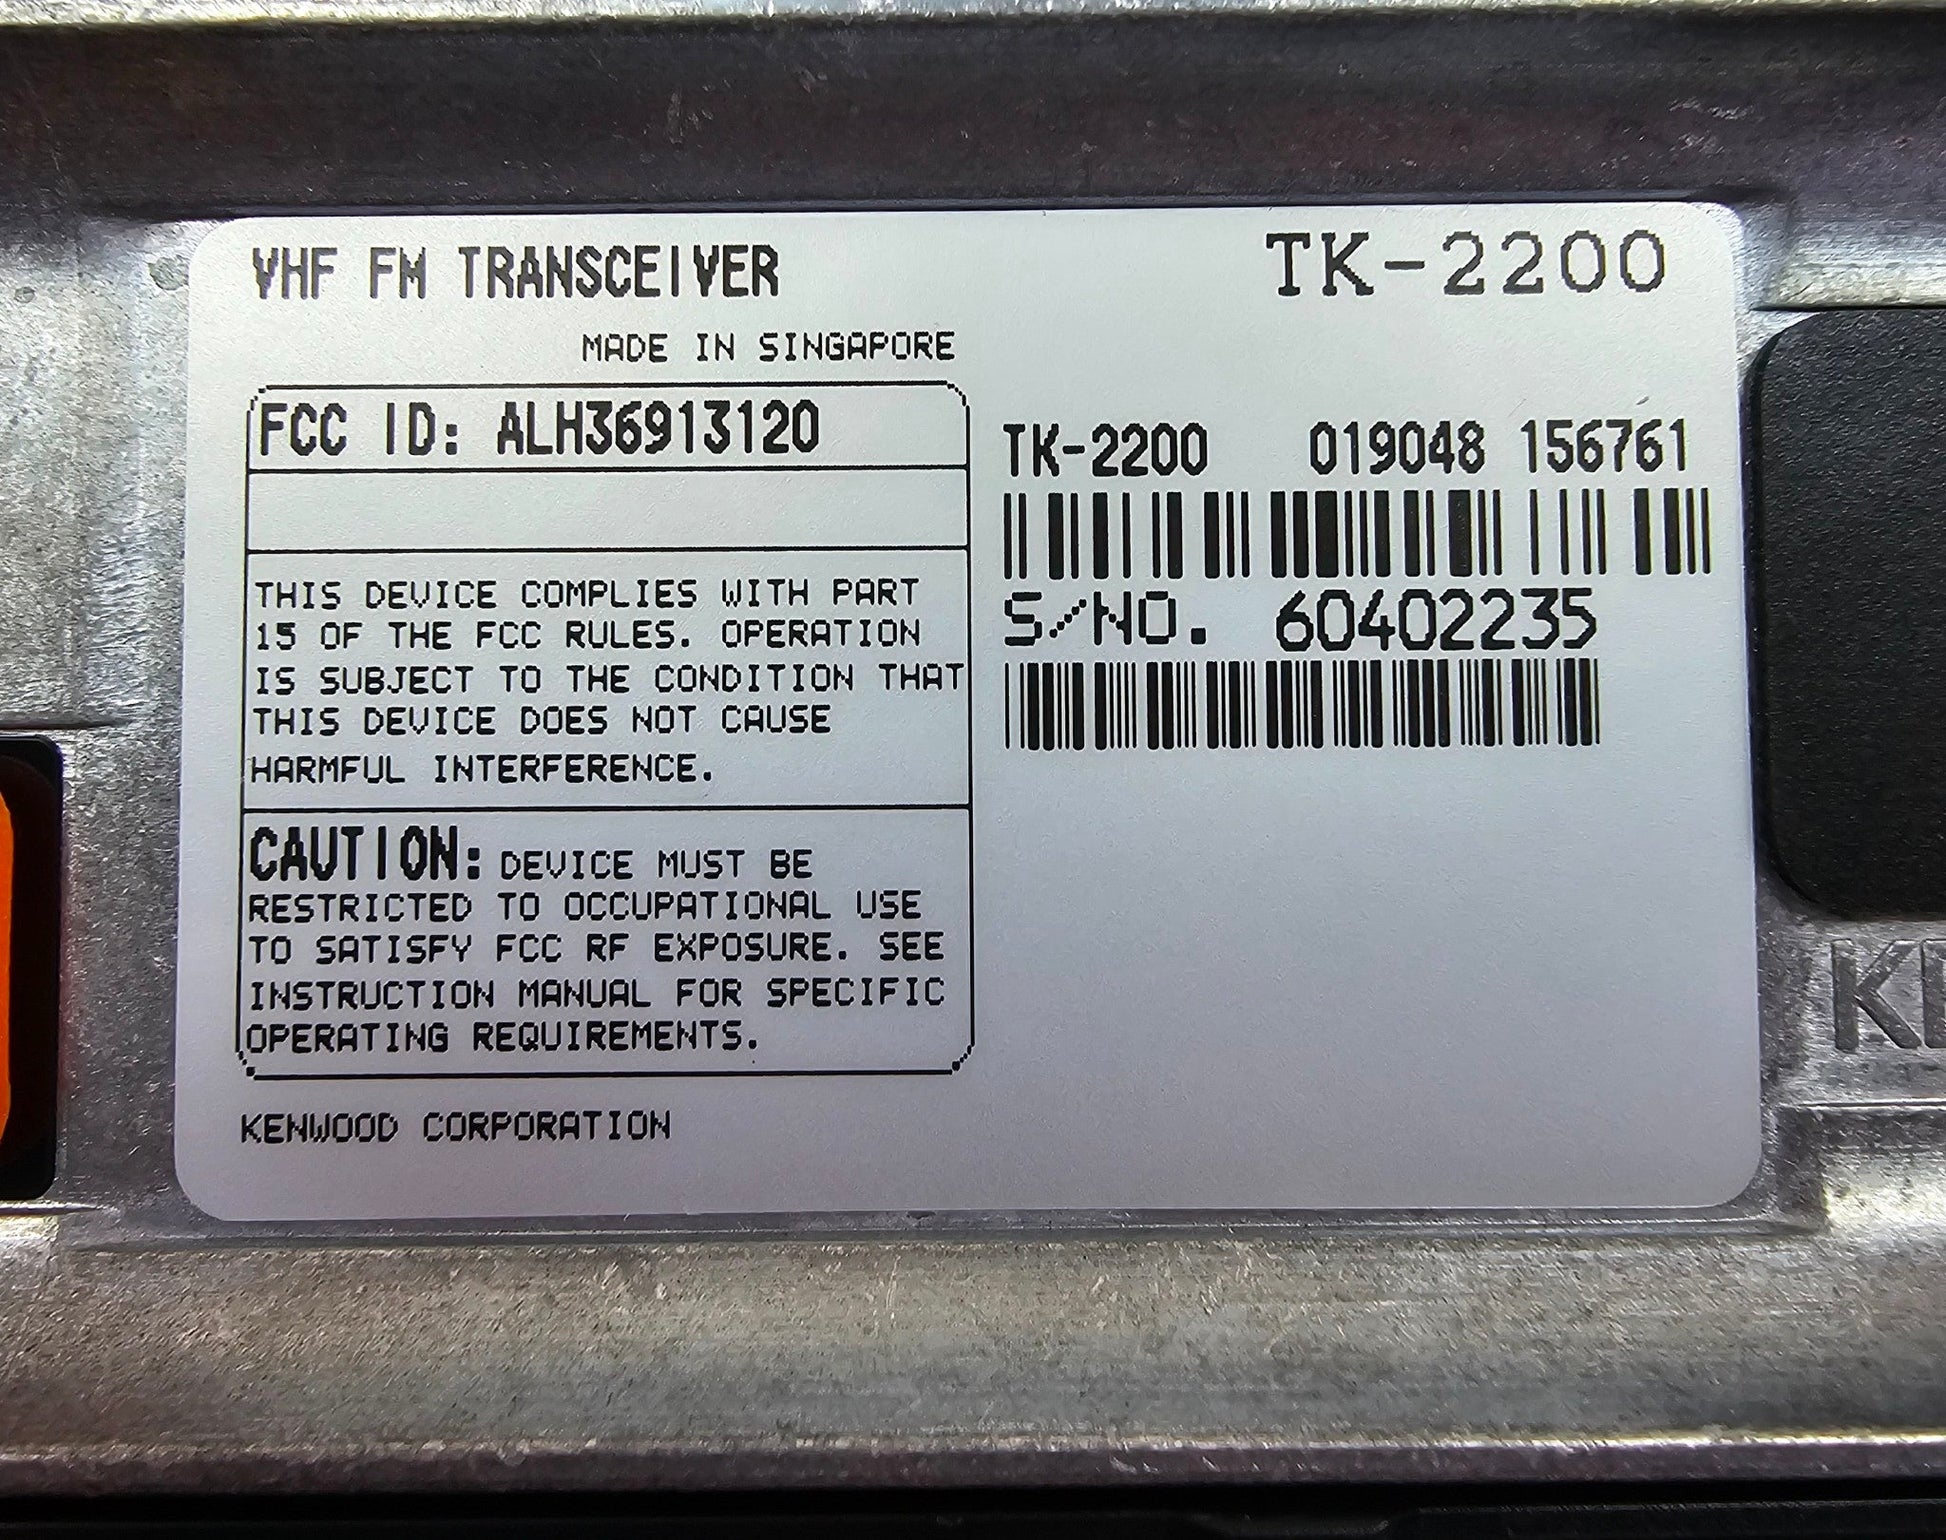 VHF FM TRANSCEIVER
TK-2200
MADE IN SINGAPORE
FCC ID: ALH36913120
THIS DEVICE COMPLIES WITH PART
15 OF THE FCC RULES. OPERATION
IS SUBJECT TO THE CONDITION THAT
THIS DEVICE DOES NOT CAUSE
HARMFUL INTERFERENCE.
CAUTION: DEVICE MUST BE
RESTRICTED TO OCCUPATIONAL USE
TO SATISFY FCC RF EXPOSURE. SEE
INSTRUCTION MANUAL FOR SPECIFIC
OPERATING REQUIREMENTS.
KENWOOD CORPORATION
TK-2200 019048 156761
S/NO. 60402235